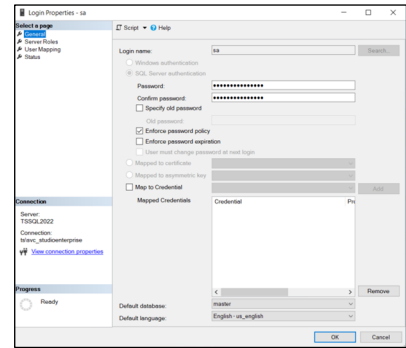 Login Properties - sa
Select a page
General
Server Roles
User Mapping
Status
Script
Help
Login name:
sa
Search...
Windows authentication
SQL Server authentication
Password:
Confirm password:
Specify old password
Old password:
Enforce password policy
Enforce password expiration
User must change password at next login
Mapped to certificate
Mapped to asymmetric key
Map to Credential
Add
Mapped Credentials
Credential
Pro
Connection
Server:
TSSQL2022
Connection:
ts\svc_studioenterprise
View connection properties
Progress
Ready
Remove
Default database:
master
Default language:
English - us_english
OK
Cancel